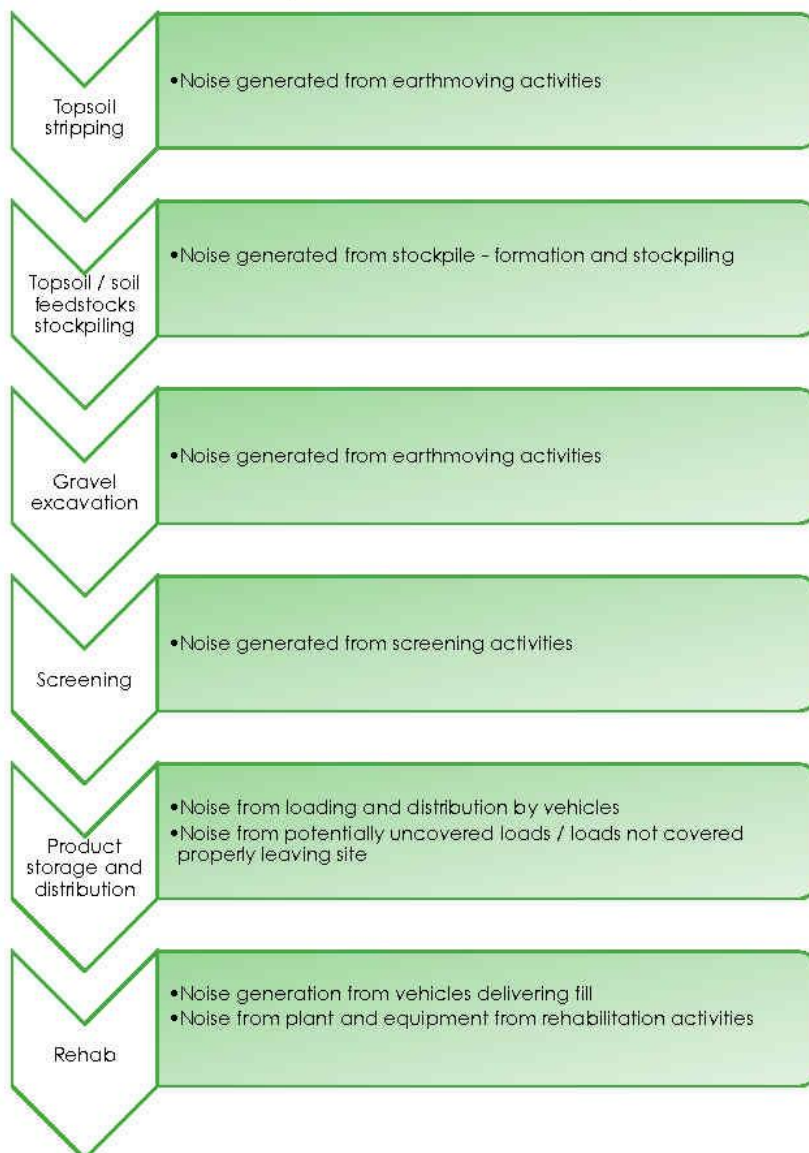 Topsoil
stripping
•Noise generated from earthmoving activities
Topsoil / soil
feedstocks
stockpiling
•Noise generated from stockpile - formation and stockpiling
Gravel
excavation
•Noise generated from earthmoving activities
Screening
•Noise generated from screening activities
Product
storage and
distribution
•Noise from loading and distribution by vehicles
•Noise from potentially uncovered loads / loads not covered
properly leaving site
Rehab
•Noise generation from vehicles delivering fill
•Noise from plant and equipment from rehabilitation activities